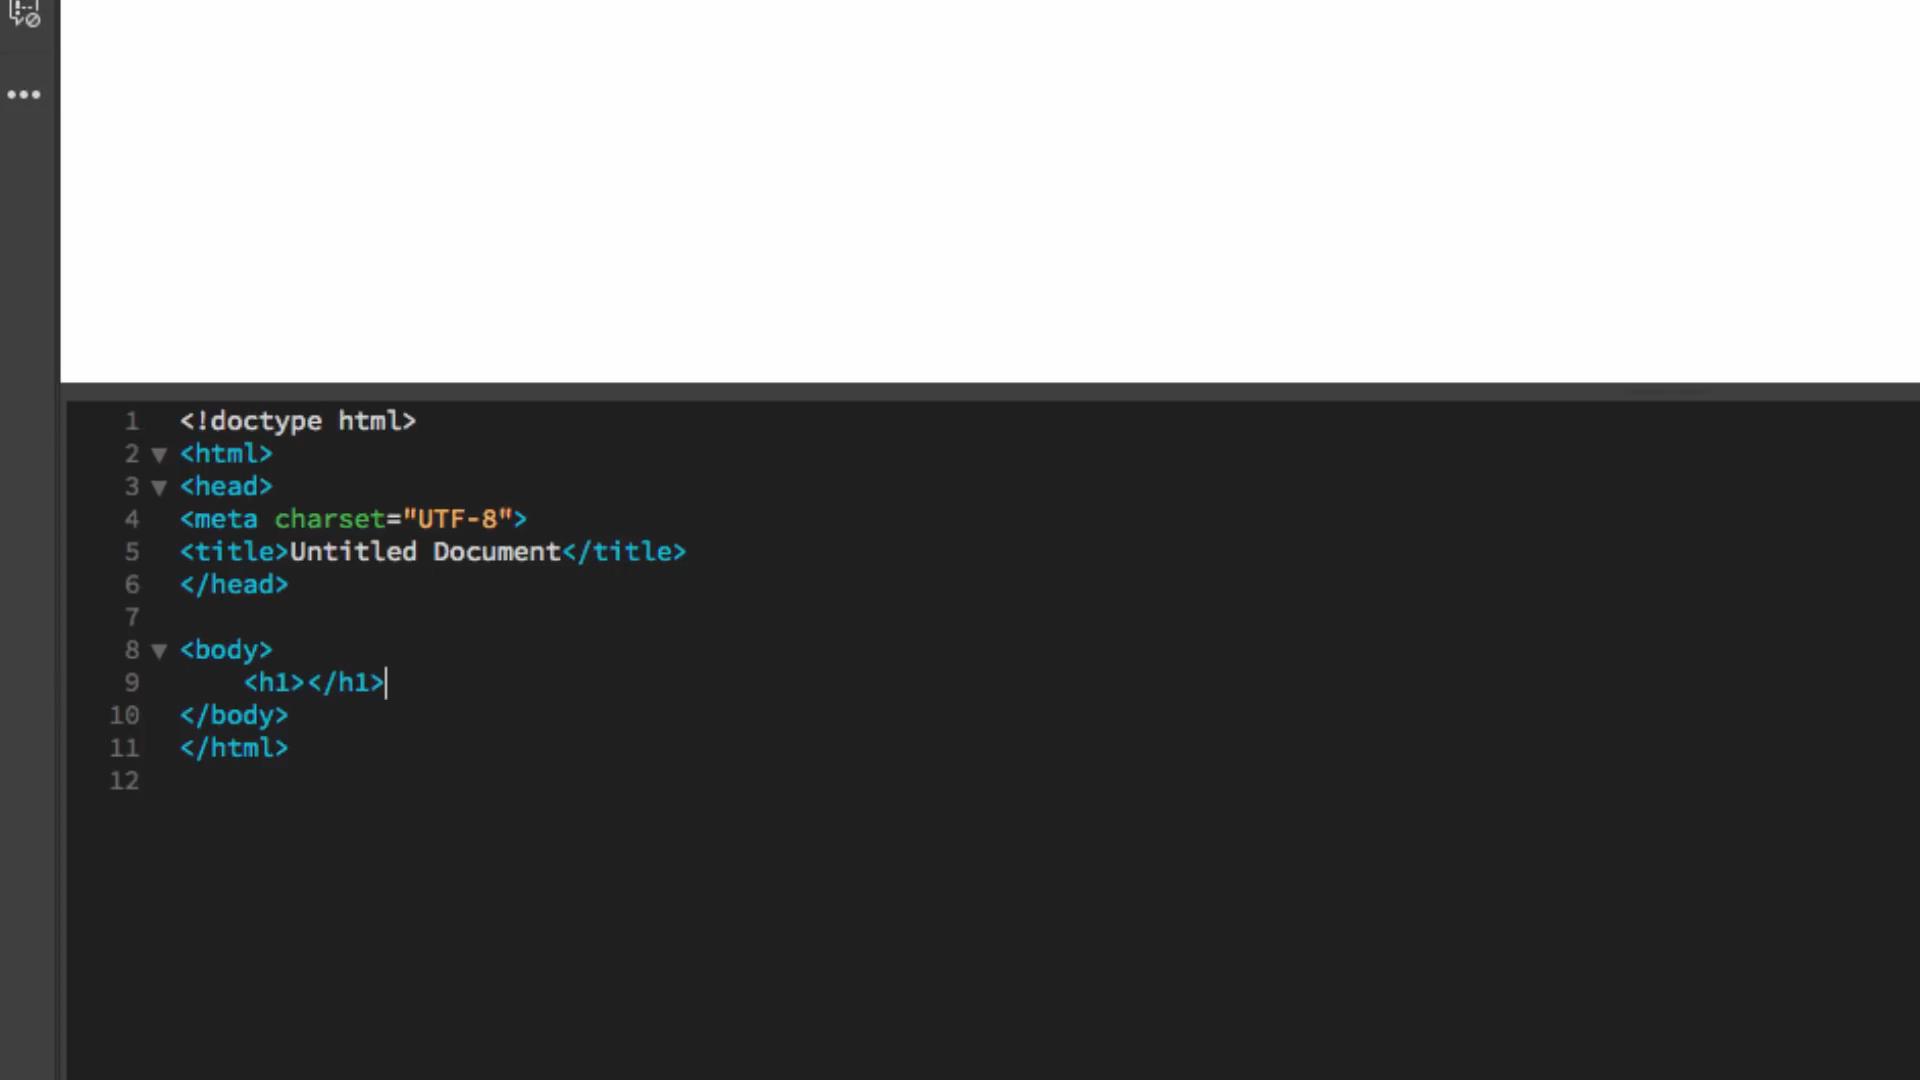 1 <!doctype html>
2 <html>
3 <head>
4 <meta charset="UTF-8">
5 <title>Untitled Document</title>
6 </head>
7
8 <body>
9     <h1></h1>
10 </body>
11 </html>
12